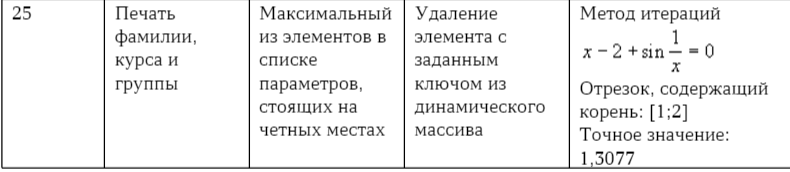 25
Печать
фамилии,
курса и
группы
Максимальный
из элементов в
списке
параметров,
стоящих на
четных местах
Удаление
элемента с
заданным
ключом из
динамического
массива
Метод итераций
x − 2 + sin 1/x = 0
Отрезок, содержащий
корень: [1;2]
Точное значение:
1,3077